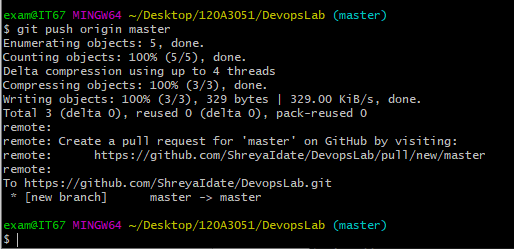 exam@IT67 MINGW64 ~/Desktop/120A3051/DevopsLab (master)
$ git push origin master
Enumerating objects: 5, done.
Counting objects: 100% (5/5), done.
Delta compression using up to 4 threads
Compressing objects: 100% (3/3), done.
Writing objects: 100% (3/3), 329 bytes | 329.00 KiB/s, done.
Total 3 (delta 0), reused 0 (delta 0), pack-reused 0
remote:
remote: Create a pull request for 'master' on GitHub by visiting:
remote:      https://github.com/ShreyaIdate/DevopsLab/pull/new/master
remote:
To https://github.com/ShreyaIdate/DevopsLab.git
 * [new branch]      master -> master
exam@IT67 MINGW64 ~/Desktop/120A3051/DevopsLab (master)
$